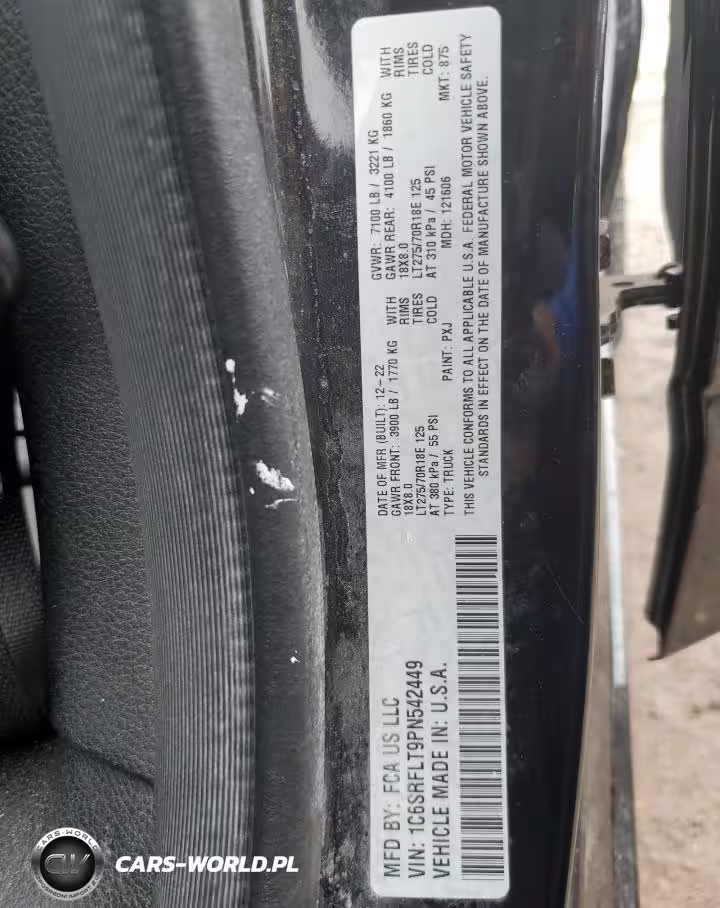 MFD BY: FCA US LLC
VIN: 1C6SRFLT9PN542449
VEHICLE MADE IN: U.S.A.
DATE OF MFR (BUILT): 12-22
GVWR: 7100 LB / 3221 KG
GAWR FRONT: 3900 LB / 1770 KG WITH
GAWR REAR: 4100 LB / 1860 KG WITH
18X8.0 RIMS
18X8.0 RIMS
LT275/70R18E 125 TIRES
LT275/70R18E 125 TIRES
AT 380 kPa / 55 PSI COLD
AT 310 kPa / 45 PSI COLD
TYPE: TRUCK PAINT: PXJ MDH: 121606 MKT: 875
THIS VEHICLE CONFORMS TO ALL APPLICABLE U.S.A. FEDERAL MOTOR VEHICLE SAFETY
STANDARDS IN EFFECT ON THE DATE OF MANUFACTURE SHOWN ABOVE.
CARS-WORLD
CW
CARS-WORLD.PL